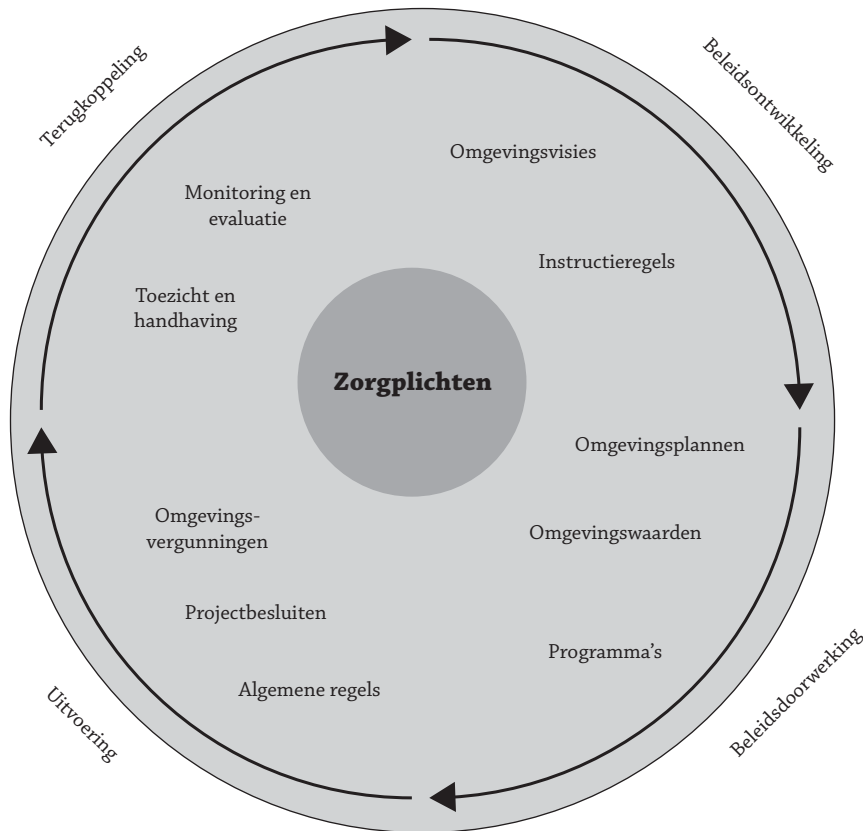 Terugkoppeling
Beleidsontwikkeling
Omgevingsvisies
Monitoring en
evaluatie
Instructieregels
Toezicht en
handhaving
Zorgplichten
Omgevingsplannen
Omgevings-
vergunningen
Omgevingswaarden
Projectbesluiten
Programma's
Algemene regels
Uitvoering
Beleidsdoorwerking